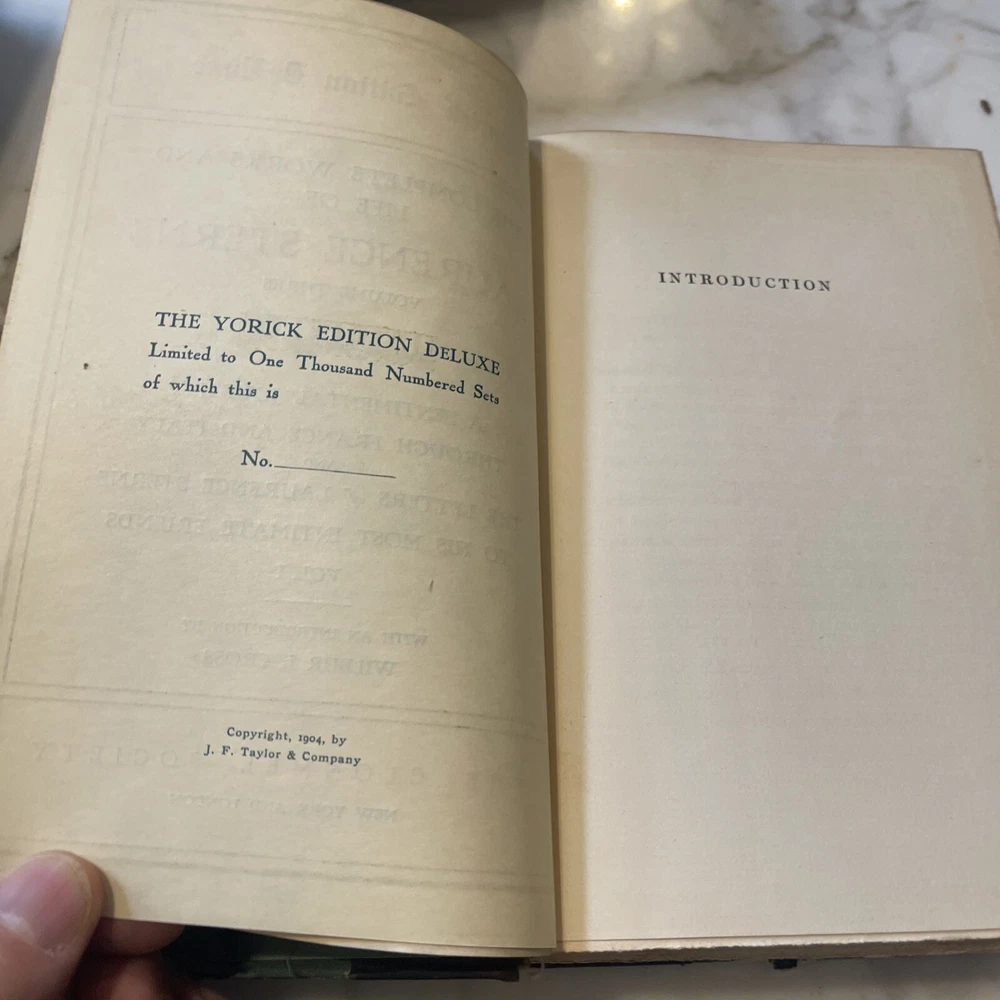 THE YORICK EDITION DELUXE
Limited to One Thousand Numbered Sets
of which this is
No.
Copyright, 1904, by
J. F. Taylor & Company
INTRODUCTION